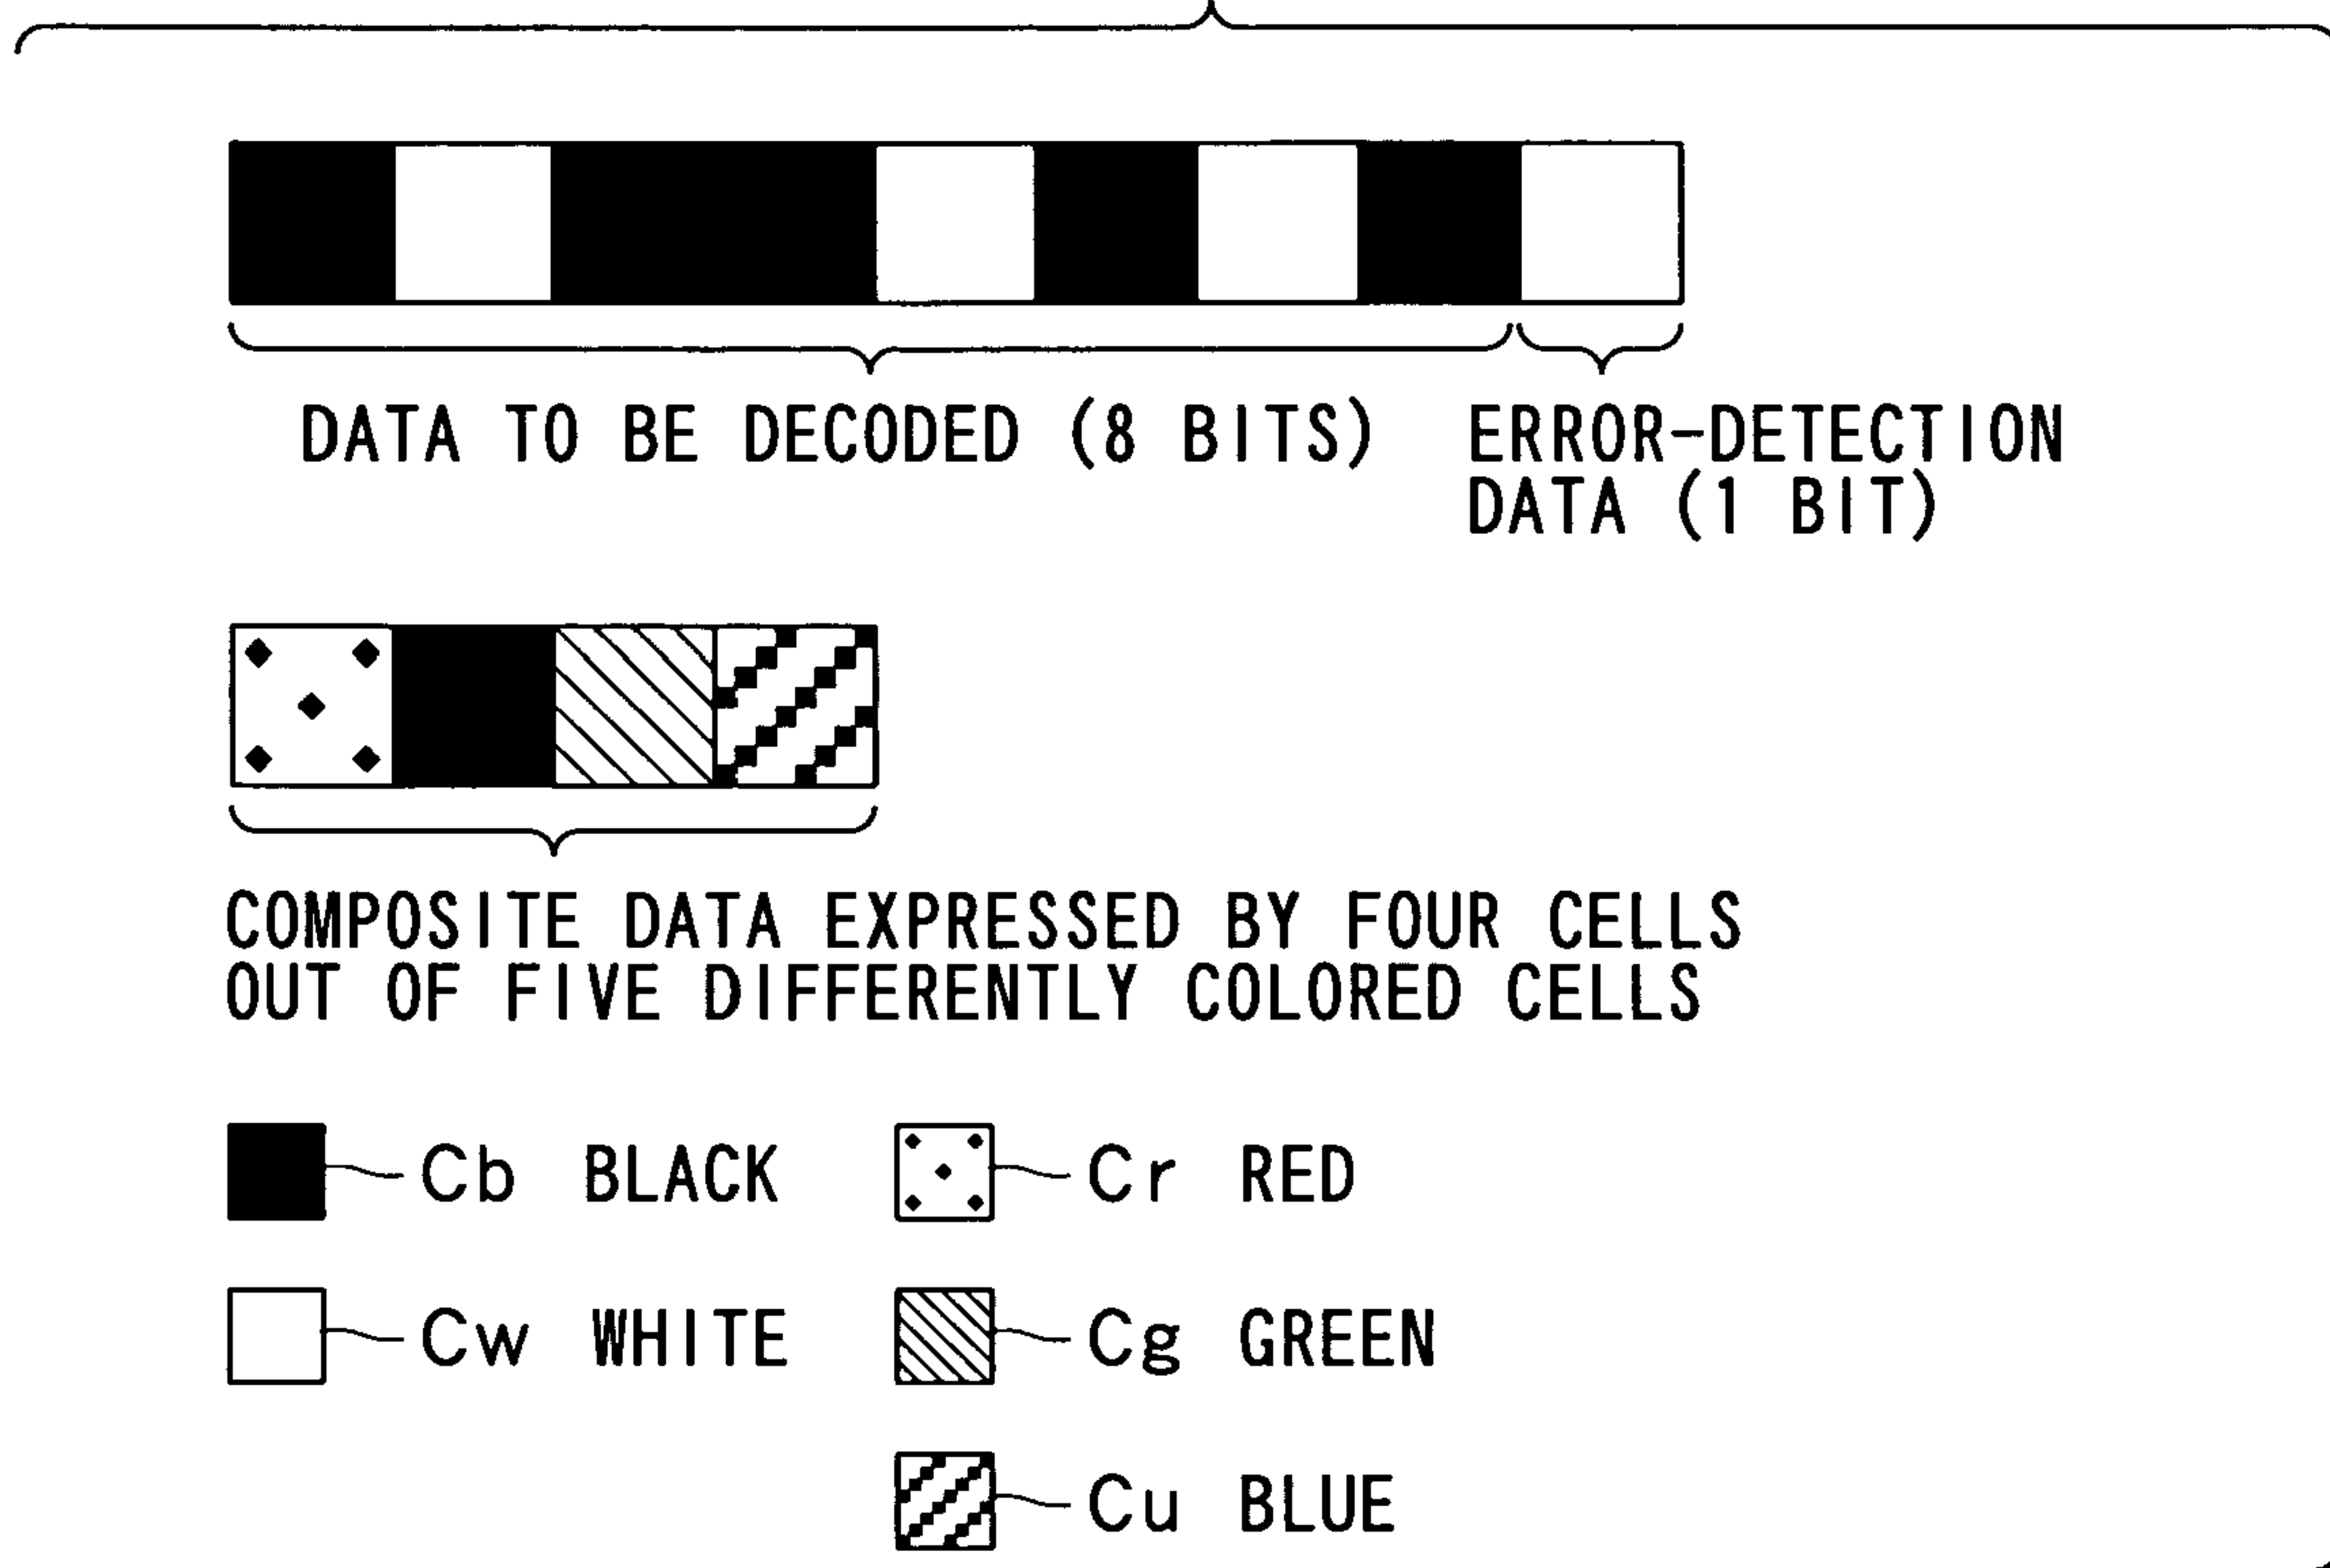 DATA TO BE DECODED (8 BITS)
ERROR-DETECTION
DATA (1 BIT)
COMPOSITE DATA EXPRESSED BY FOUR CELLS
OUT OF FIVE DIFFERENTLY COLORED CELLS
Cb BLACK
Cr RED
Cw WHITE
Cg GREEN
Cu BLUE